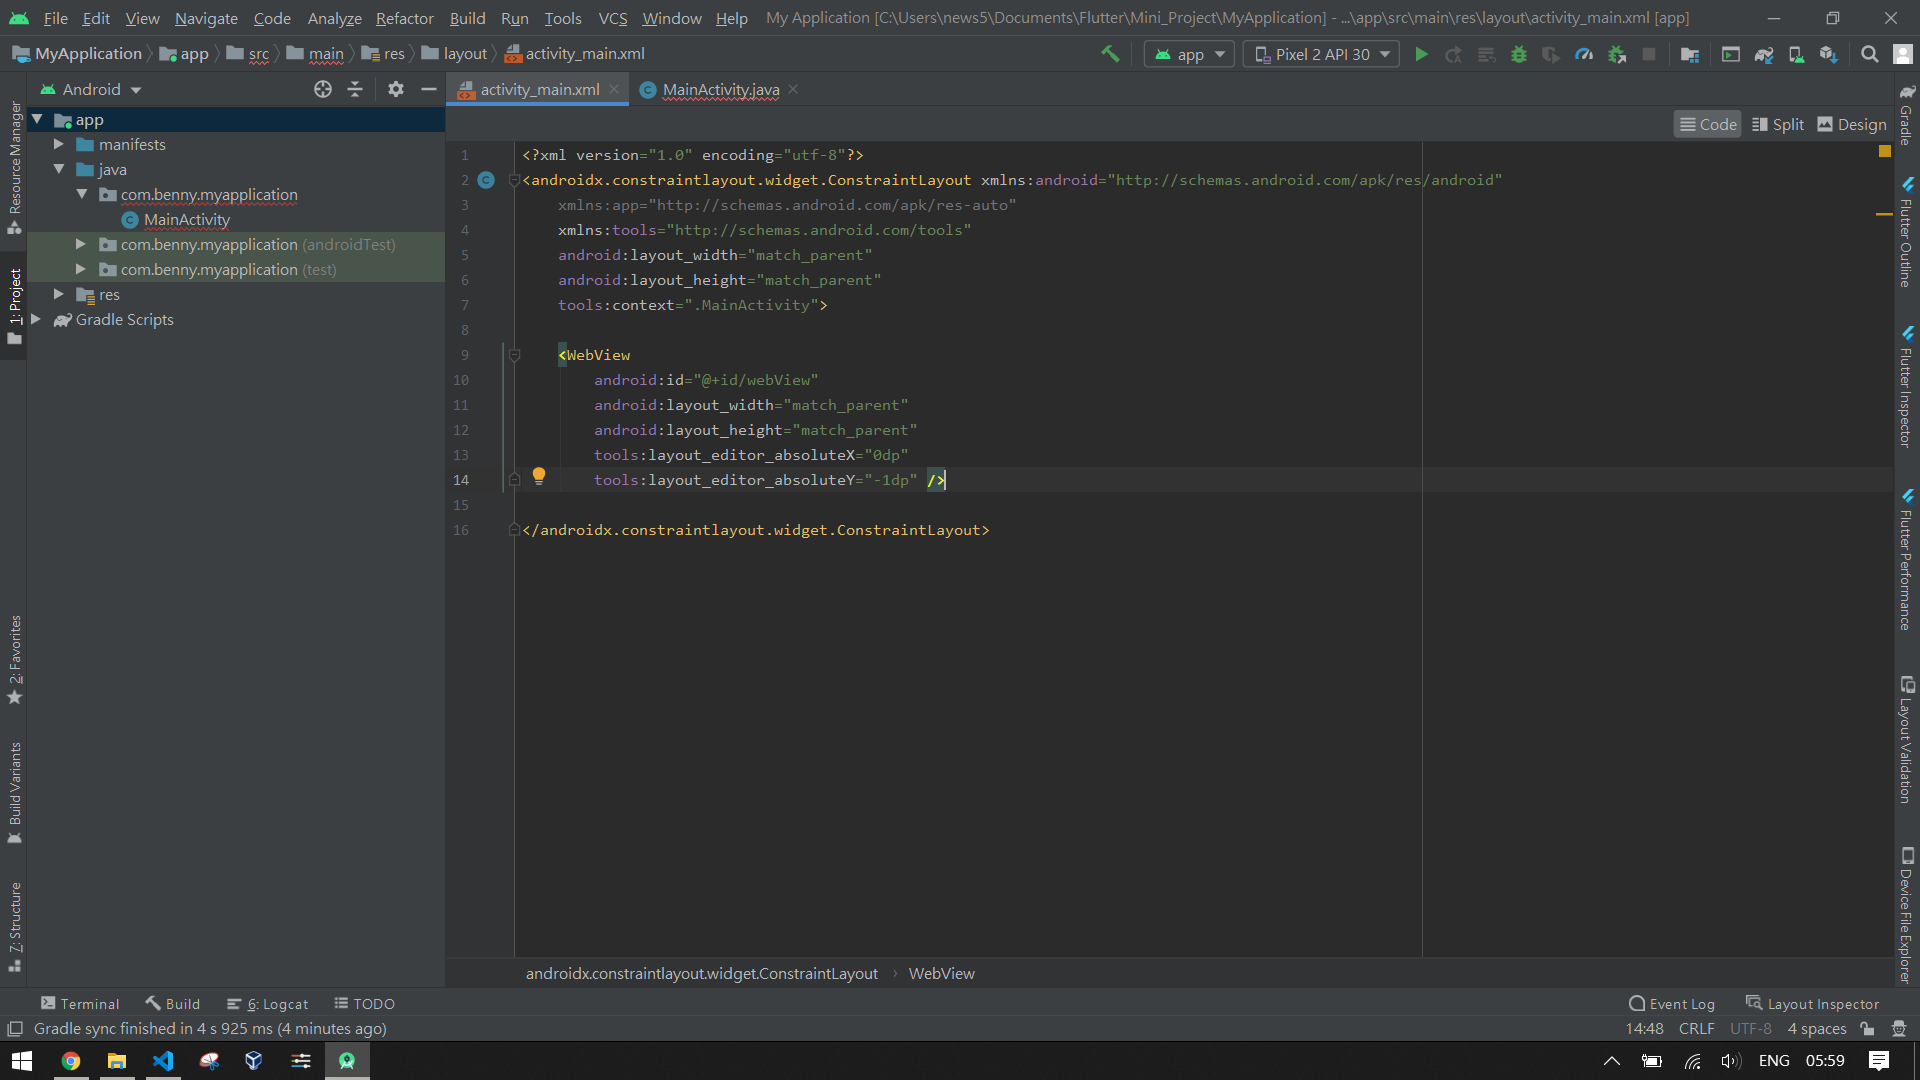 File Edit View Navigate Code Analyze Refactor Build Run Tools VCS Window Help My Application [C:\Users\news5\Documents\Flutter\Mini_Project\MyApplication] - ...\app\src\main\res\layout\activity_main.xml [app]
MyApplication app src main res layout activity_main.xml app Pixel 2 API 30
Android
activity_main.xml MainActivity.java
Code Split Design
app
manifests
java
com.benny.myapplication
MainActivity
com.benny.myapplication (androidTest)
com.benny.myapplication (test)
res
Gradle Scripts
Resource Manager
1: Project
2: Favorites
Build Variants
7: Structure
1 <?xml version="1.0" encoding="utf-8"?>
2 <androidx.constraintlayout.widget.ConstraintLayout xmlns:android="http://schemas.android.com/apk/res/android"
3 xmlns:app="http://schemas.android.com/apk/res-auto"
4 xmlns:tools="http://schemas.android.com/tools"
5 android:layout_width="match_parent"
6 android:layout_height="match_parent"
7 tools:context=".MainActivity">
8
9 <WebView
10 android:id="@+id/webView"
11 android:layout_width="match_parent"
12 android:layout_height="match_parent"
13 tools:layout_editor_absoluteX="0dp"
14 tools:layout_editor_absoluteY="-1dp" />
15
16 </androidx.constraintlayout.widget.ConstraintLayout>
Gradle
Flutter Outline
Flutter Inspector
Flutter Performance
Layout Validation
Device File Explorer
androidx.constraintlayout.widget.ConstraintLayout › WebView
Terminal Build 6: Logcat TODO Event Log Layout Inspector
Gradle sync finished in 4 s 925 ms (4 minutes ago) 14:48 CRLF UTF-8 4 spaces
ENG 05:59